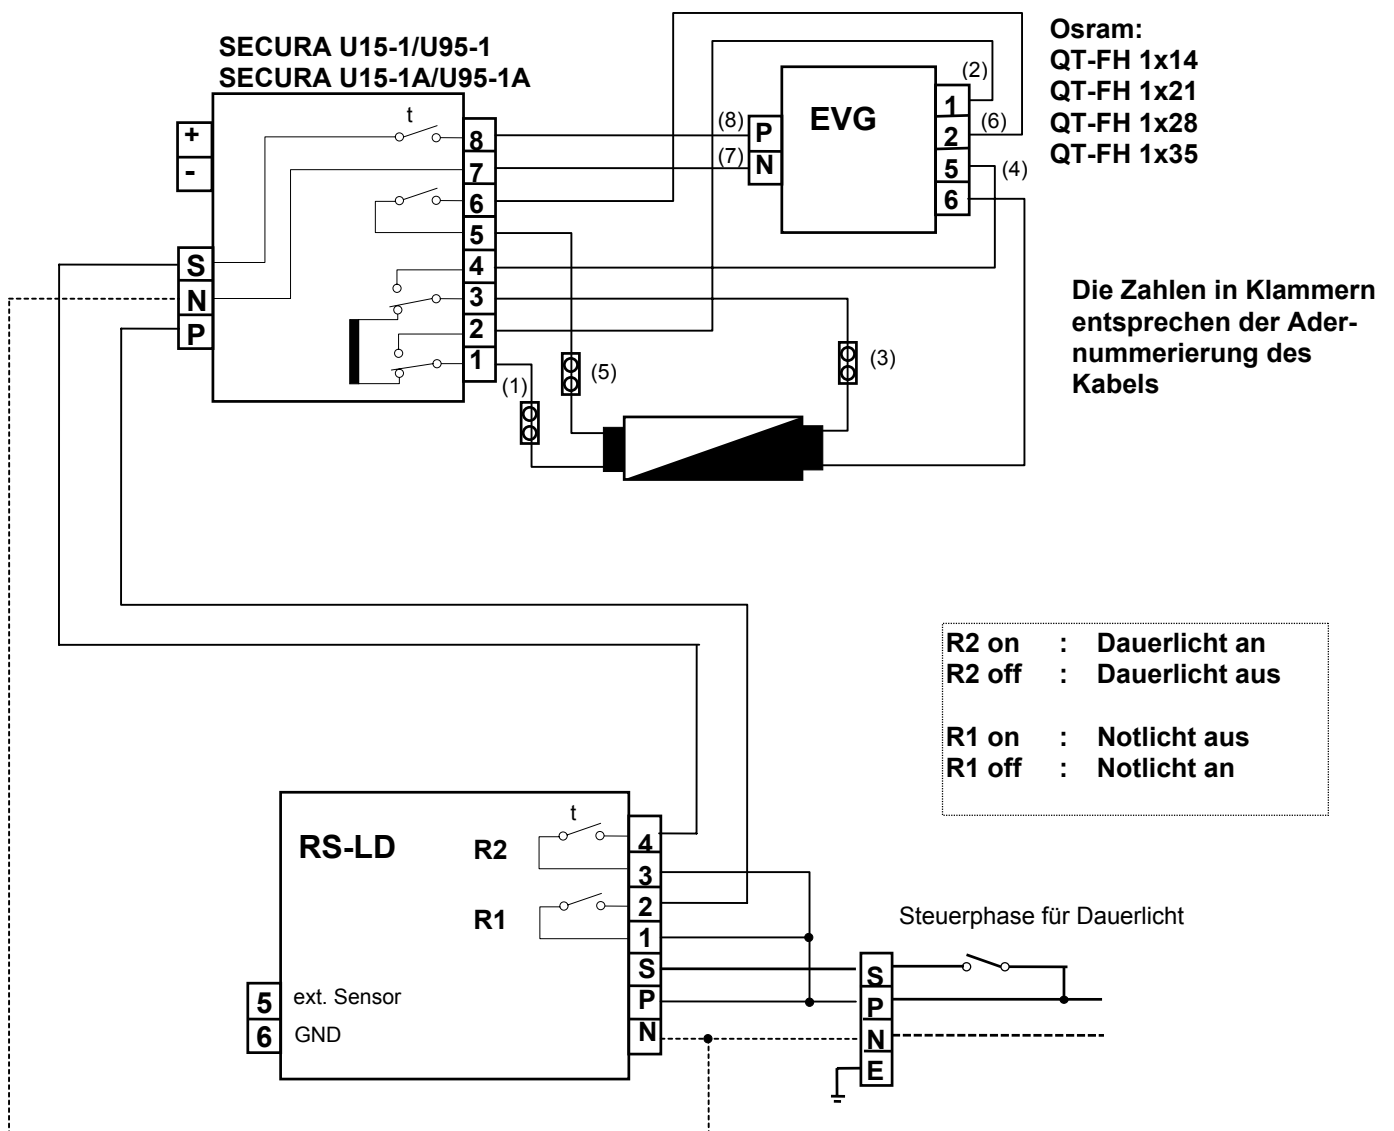 SECURA U15-1/U95-1
SECURA U15-1A/U95-1A
Osram:
QT-FH 1x14
QT-FH 1x21
QT-FH 1x28
QT-FH 1x35
t
+
-
S
N
P
8
7
6
5
4
3
2
1
(8)
(7)
P
N
EVG
1
2
5
6
(2)
(6)
(4)
(1)
(5)
(3)
Die Zahlen in Klammern
entsprechen der Ader-
nummerierung des
Kabels
R2 on : Dauerlicht an
R2 off : Dauerlicht aus
R1 on : Notlicht aus
R1 off : Notlicht an
RS-LD
t
R2
R1
4
3
2
1
S
P
N
5 ext. Sensor
6 GND
Steuerphase für Dauerlicht
S
P
N
E